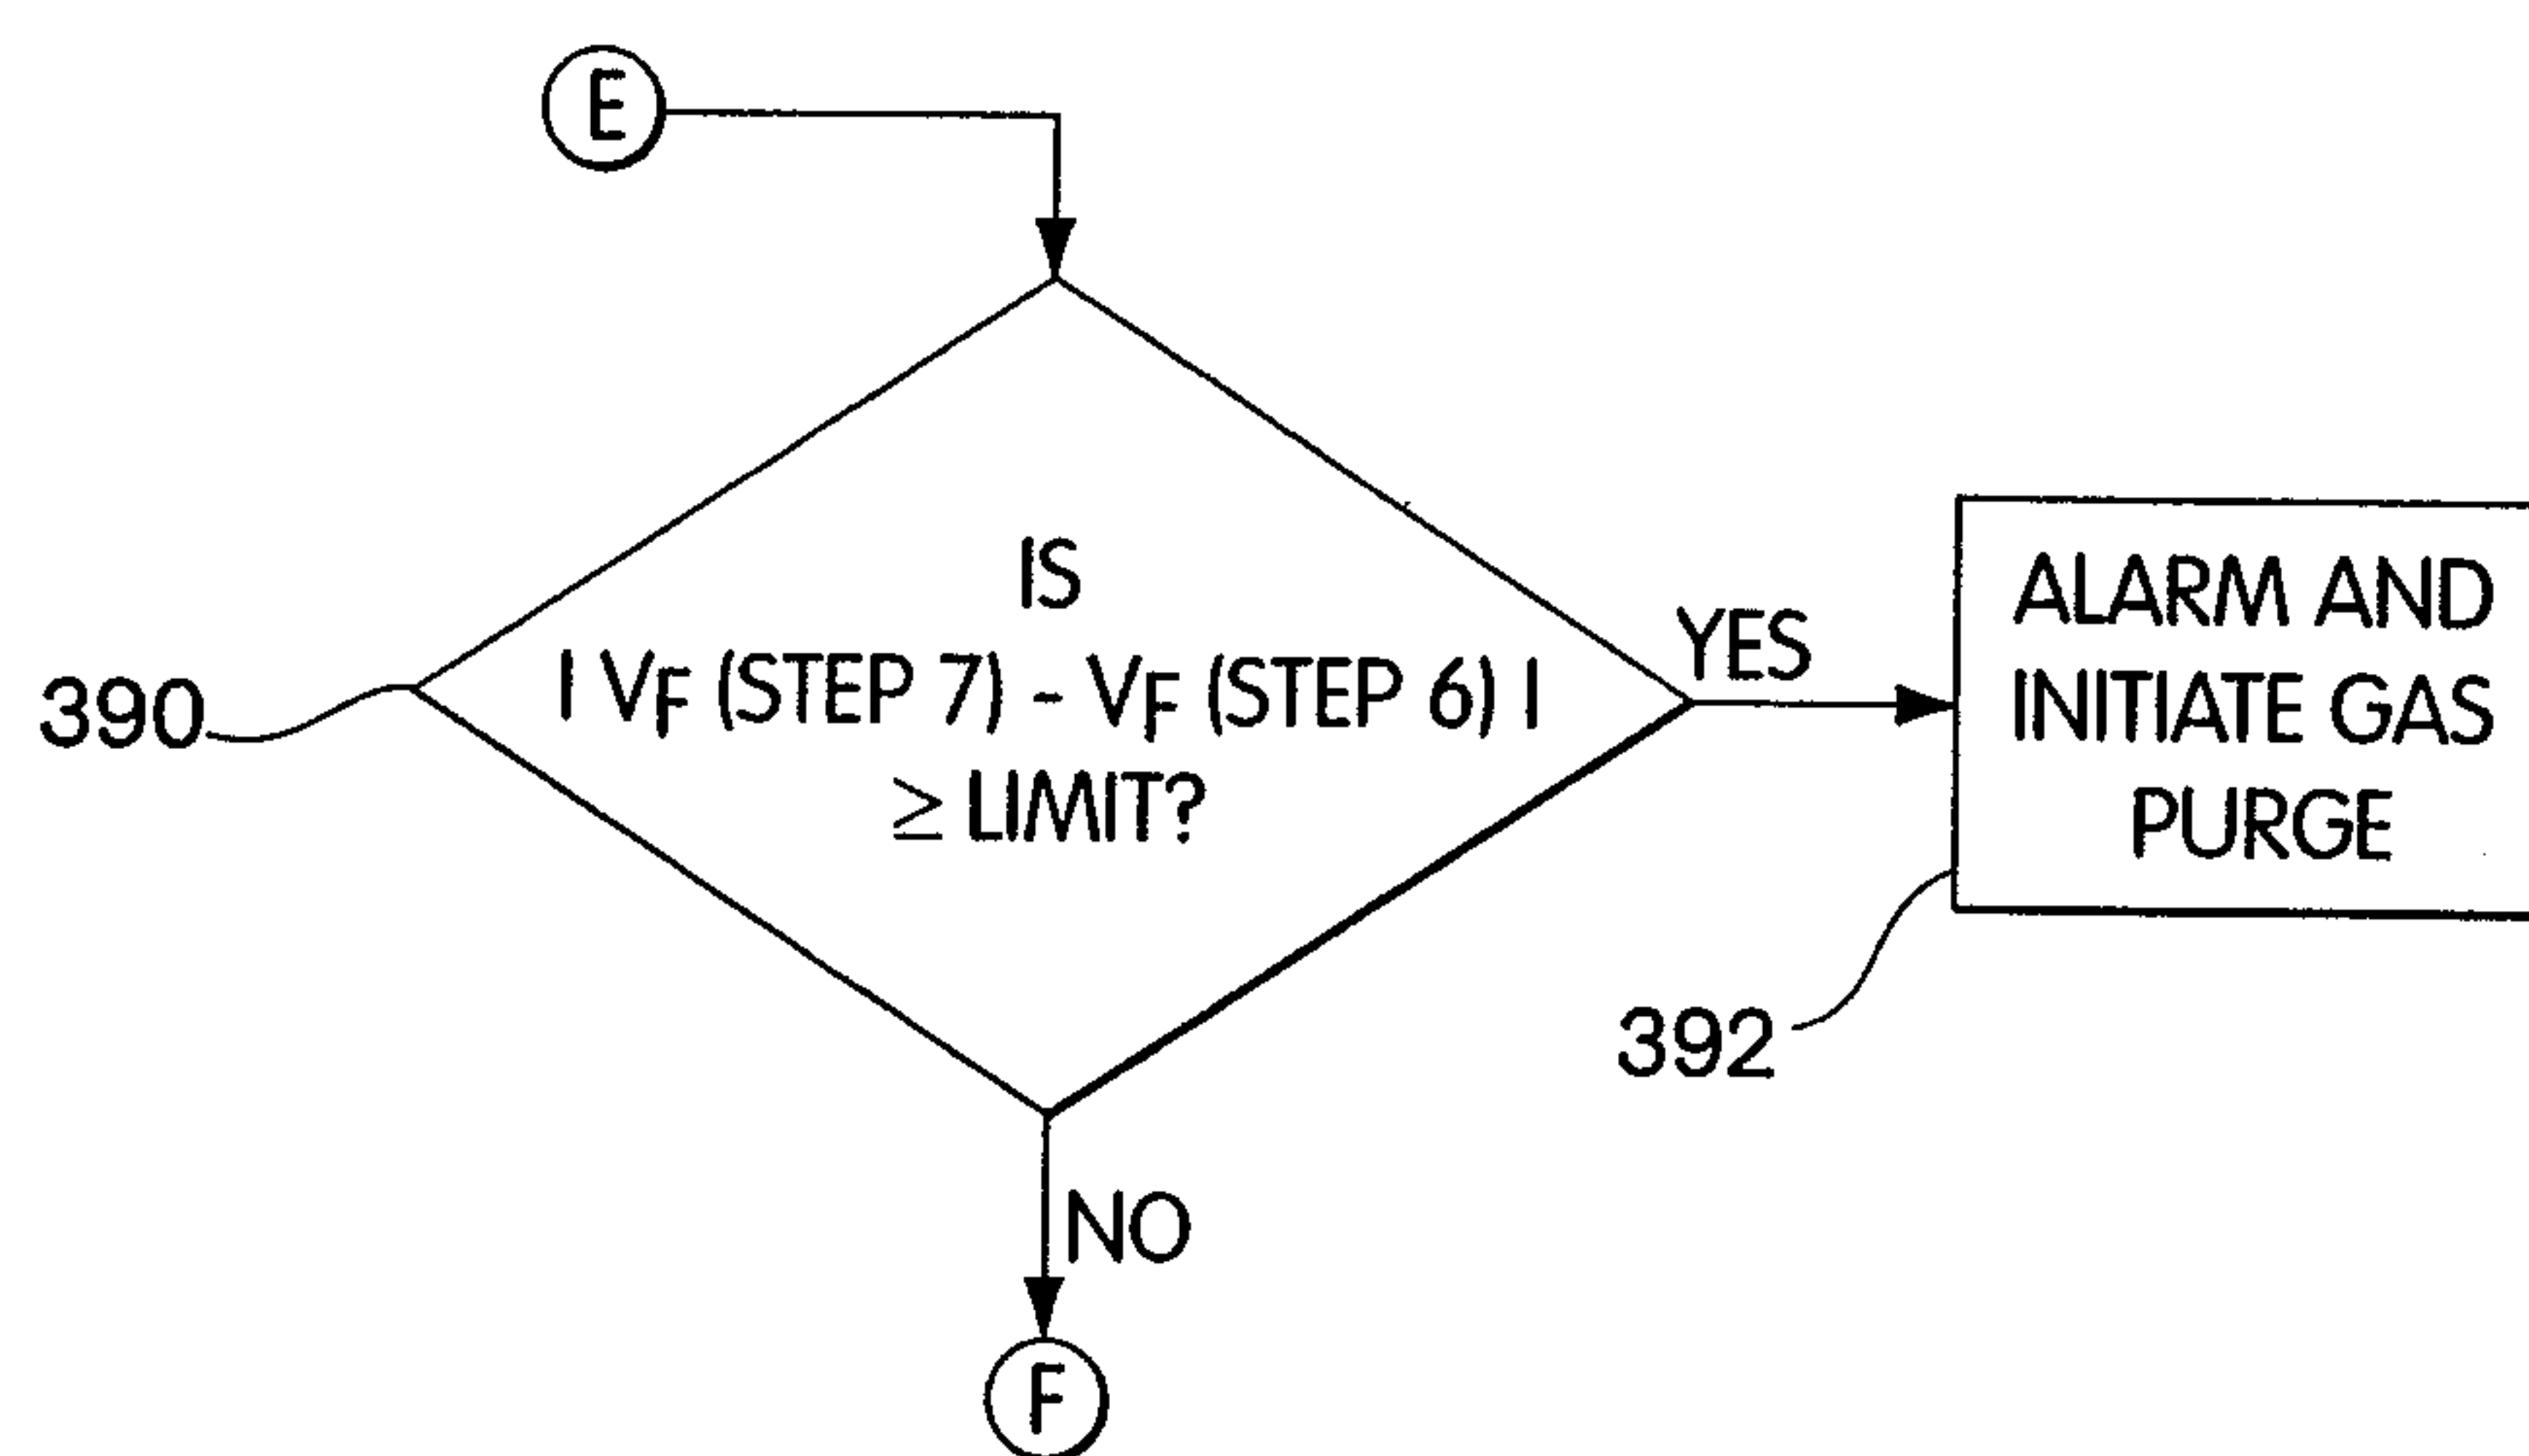 E
IS
| VF (STEP 7) - VF (STEP 6) |
≥ LIMIT?
390
YES
ALARM AND
INITIATE GAS
PURGE
392
NO
F